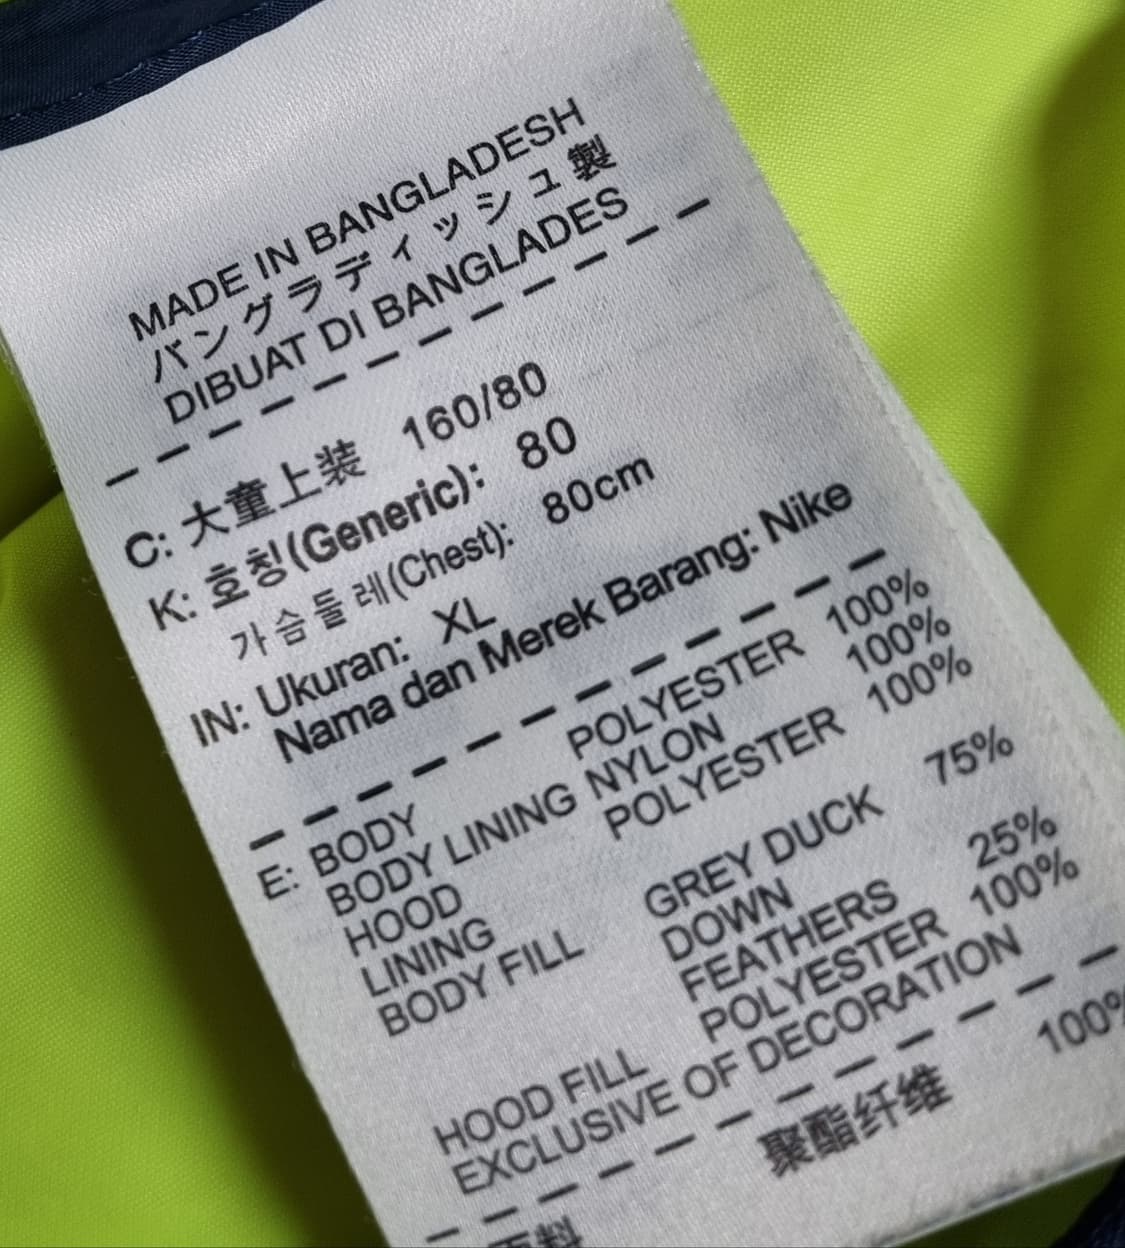 MADE IN BANGLADESH
バングラディッシュ製
DIBUAT DI BANGLADES
C: 大童上装 160/80
K: 호칭(Generic): 80
가슴둘레(Chest): 80cm
IN: Ukuran: XL
Nama dan Merek Barang: Nike
E: BODY POLYESTER 100%
BODY LINING NYLON 100%
HOOD POLYESTER 100%
LINING
BODY FILL GREY DUCK 75%
DOWN
FEATHERS 25%
HOOD FILL POLYESTER 100%
EXCLUSIVE OF DECORATION
聚酯纤维 100%